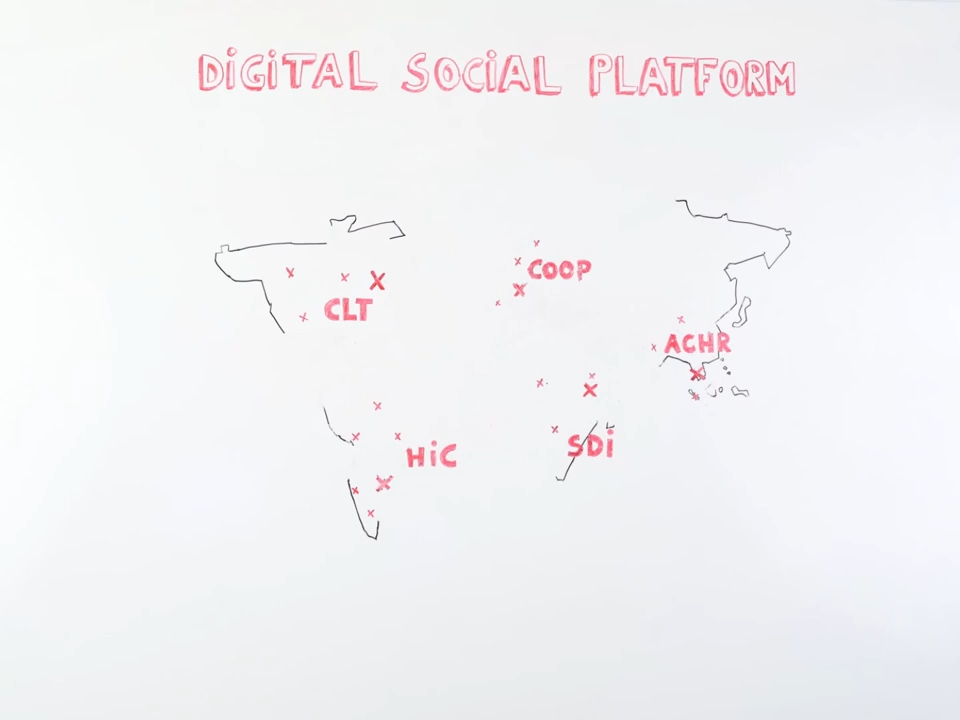 DiGiTAL SOCiAL PLATFORM
COOP
CLT
ACHR
SDi
HiC